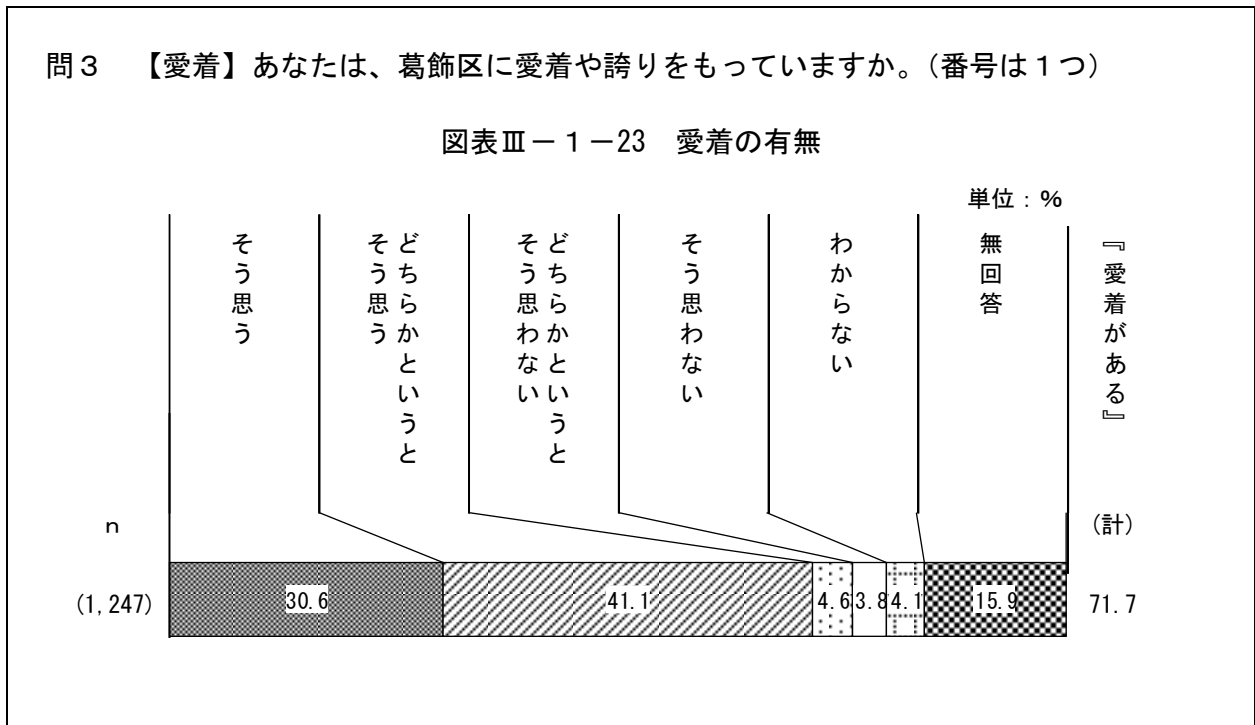 問３　【愛着】あなたは、葛飾区に愛着や誇りをもっていますか。（番号は１つ）
図表Ⅲ－１－23　愛着の有無
単位：％
そう思う
どちらかというと
そう思う
どちらかというと
そう思わない
そう思わない
わからない
無回答
『愛着がある』
n
（計）
(1,247)
30.6
41.1
4.6
3.8
4.1
15.9
71.7